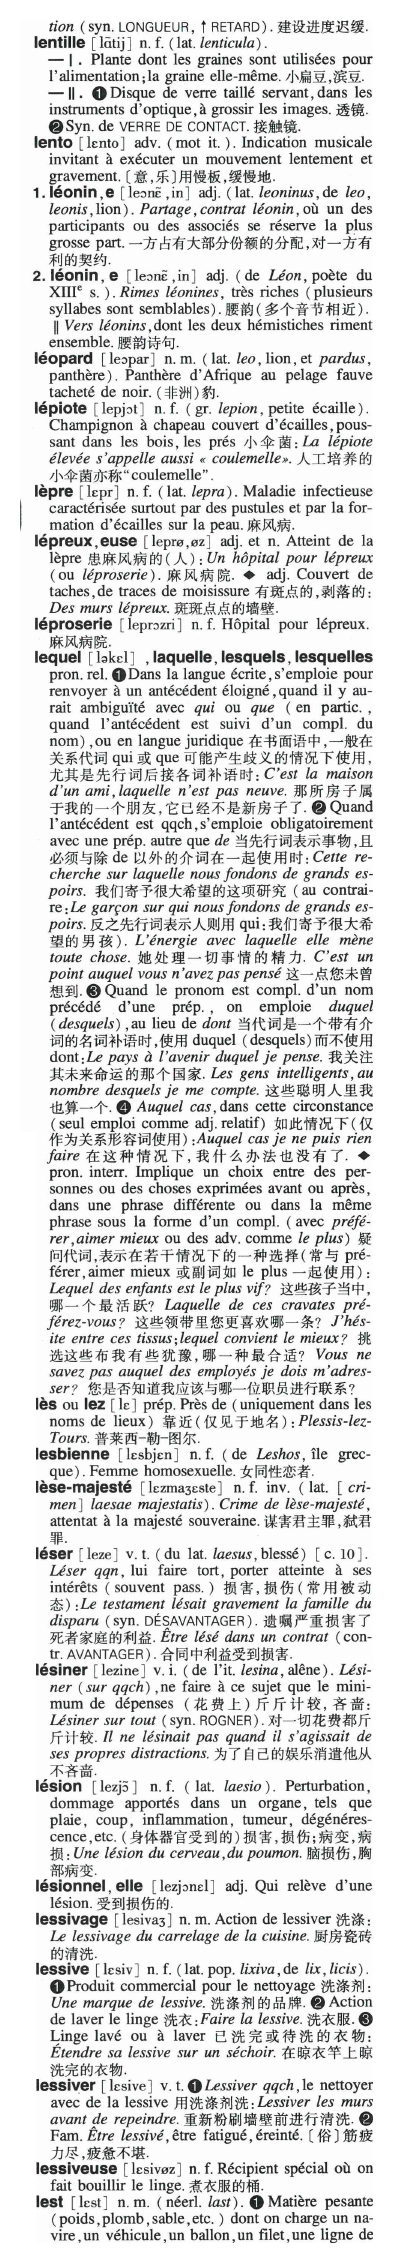 tion (syn. LONGUEUR, ↑ RETARD). 建设进度迟缓.
lentille [lɑ̃tij] n. f. (lat. lenticula).
— I. Plante dont les graines sont utilisées pour
l'alimentation; la graine elle-même. 小扁豆,滨豆.
— II. ❶ Disque de verre taillé servant, dans les
instruments d'optique, à grossir les images. 透镜.
❷ Syn. de VERRE DE CONTACT. 接触镜.
lento [lɛnto] adv. (mot it.). Indication musicale
invitant à exécuter un mouvement lentement et
gravement. [意,乐]用慢板,缓慢地.
1. léonin, e [leɔnɛ̃, in] adj. (lat. leoninus, de leo,
leonis, lion). Partage, contrat léonin, où un des
participants ou des associés se réserve la plus
grosse part. 一方占有大部分份额的分配,对一方有
利的契约.
2. léonin, e [leɔnɛ̃, in] adj. (de Léon, poète du
XIIIe s.). Rimes léonines, très riches (plusieurs
syllabes sont semblables). 腰韵(多个音节相近).
‖ Vers léonins, dont les deux hémistiches riment
ensemble. 腰韵诗句.
léopard [leɔpar] n. m. (lat. leo, lion, et pardus,
panthère). Panthère d'Afrique au pelage fauve
tacheté de noir. (非洲)豹.
lépiote [lepjɔt] n. f. (gr. lepion, petite écaille).
Champignon à chapeau couvert d'écailles, pous-
sant dans les bois, les prés 小伞菌: La lépiote
élevée s'appelle aussi « coulemelle». 人工培养的
小伞菌亦称“coulemelle”.
lèpre [lɛpr] n. f. (lat. lepra). Maladie infectieuse
caractérisée surtout par des pustules et par la for-
mation d'écailles sur la peau. 麻风病.
lépreux, euse [leprø, øz] adj. et n. Atteint de la
lèpre 患麻风病的(人): Un hôpital pour lépreux
(ou léproserie). 麻风病院. ◆ adj. Couvert de
taches, de traces de moisissure 有斑点的,剥落的:
Des murs lépreux. 斑斑点点的墙壁.
léproserie [leprɔzri] n. f. Hôpital pour lépreux.
麻风病院.
lequel [ləkɛl], laquelle, lesquels, lesquelles
pron. rel. ❶ Dans la langue écrite, s'emploie pour
renvoyer à un antécédent éloigné, quand il y au-
rait ambiguïté avec qui ou que (en partic.,
quand l'antécédent est suivi d'un compl. du
nom), ou en langue juridique 在书面语中,一般在
关系代词 qui 或 que 可能产生歧义的情况下使用,
尤其是先行词后接各词补语时: C'est la maison
d'un ami, laquelle n'est pas neuve. 那所房子属
于我的一个朋友,它已经不是新房子了. ❷ Quand
l'antécédent est qqch, s'emploie obligatoirement
avec une prép. autre que de 当先行词表示事物,且
必须与除 de 以外的介词在一起使用时: Cette re-
cherche sur laquelle nous fondons de grands es-
poirs. 我们寄予很大希望的这项研究 (au contrai-
re: Le garçon sur qui nous fondons de grands es-
poirs. 反之先行词表示人则用 qui: 我们寄予很大希
望的男孩). L'énergie avec laquelle elle mène
toute chose. 她处理一切事情的精力. C'est un
point auquel vous n'avez pas pensé 这一点您未曾
想到. ❸ Quand le pronom est compl. d'un nom
précédé d'une prép., on emploie duquel
(desquels), au lieu de dont 当代词是一个带有介
词的名词补语时,使用 duquel (desquels)而不使用
dont: Le pays à l'avenir duquel je pense. 我关注
其未来命运的那个国家. Les gens intelligents, au
nombre desquels je me compte. 这些聪明人里我
也算一个. ❹ Auquel cas, dans cette circonstance
(seul emploi comme adj. relatif) 如此情况下(仅
作为关系形容词使用): Auquel cas je ne puis rien
faire 在这种情况下,我什么办法也没有了. ◆
pron. interr. Implique un choix entre des per-
sonnes ou des choses exprimées avant ou après,
dans une phrase différente ou dans la même
phrase sous la forme d'un compl. (avec préfé-
rer, aimer mieux ou des adv. comme le plus) 疑
问代词,表示在若干情况下的一种选择(常与 pré-
férer, aimer mieux 或副词如 le plus 一起使用):
Lequel des enfants est le plus vif? 这些孩子当中,
哪一个最活跃? Laquelle de ces cravates pré-
férez-vous? 这些领带里您更喜欢哪一条? J'hés-
ite entre ces tissus; lequel convient le mieux? 挑
选这些布我有些犹豫,哪一种最合适? Vous ne
savez pas auquel des employés je dois m'adres-
ser? 您是否知道我应该与哪一位职员进行联系?
lès ou lez [lɛ] prép. Près de (uniquement dans les
noms de lieux) 靠近(仅见于地名): Plessis-lez-
Tours. 普莱西-勒-图尔.
lesbienne [lɛsbjɛn] n. f. (de Leshos, île grec-
que). Femme homosexuelle. 女同性恋者.
lèse-majesté [lɛzmaʒɛste] n. f. inv. (lat. [cri-
men] laesae majestatis). Crime de lèse-majesté,
attentat à la majesté souveraine. 谋害君主罪,弑君
罪.
léser [leze] v. t. (du lat. laesus, blessé) [c. 10].
Léser qqn, lui faire tort, porter atteinte à ses
intérêts (souvent pass.) 损害,损伤(常用被动
态): Le testament lésait gravement la famille du
disparu (syn. DÉSAVANTAGER). 遗嘱严重损害了
死者家庭的利益. Être lésé dans un contrat (con-
tr. AVANTAGER). 合同中利益受到损害.
lésiner [lezine] v. i. (de l'it. lesina, alêne). Lési-
ner (sur qqch), ne faire à ce sujet que le mini-
mum de dépenses (花费上)斤斤计较,吝啬:
Lésiner sur tout (syn. ROGNER). 对一切花费都斤
斤计较. Il ne lésinait pas quand il s'agissait de
ses propres distractions. 为了自己的娱乐消遣他从
不吝啬.
lésion [lezjɔ̃] n. f. (lat. laesio). Perturbation,
dommage apportés dans un organe, tels que
plaie, coup, inflammation, tumeur, dégénéres-
cence, etc. (身体器官受到的)损害,损伤;病变,病
损: Une lésion du cerveau, du poumon. 脑损伤,胸
部病变.
lésionnel, elle [lezjɔnɛl] adj. Qui relève d'une
lésion. 受到损伤的.
lessivage [lesivaʒ] n. m. Action de lessiver 洗涤:
Le lessivage du carrelage de la cuisine. 厨房瓷砖
的清洗.
lessive [lesiv] n. f. (lat. pop. lixiva, de lix, licis).
❶ Produit commercial pour le nettoyage 洗涤剂:
Une marque de lessive. 洗涤剂的品牌. ❷ Action
de laver le linge 洗衣: Faire la lessive. 洗衣服. ❸
Linge lavé ou à laver 已洗完或待洗的衣物:
Étendre sa lessive sur un séchoir. 在晾衣竿上晾
洗完的衣物.
lessiver [lɛsive] v. t. ❶ Lessiver qqch, le nettoyer
avec de la lessive 用洗涤剂洗: Lessiver les murs
avant de repeindre. 重新粉刷墙壁前进行清洗. ❷
Fam. Être lessivé, être fatigué, éreinté. [俗]筋疲
力尽,疲惫不堪.
lessiveuse [lɛsivøz] n. f. Récipient spécial où on
fait bouillir le linge. 煮衣服的桶.
lest [lɛst] n. m. (néerl. last). ❶ Matière pesante
(poids, plomb, sable, etc.) dont on charge un na-
vire, un véhicule, un ballon, un filet, une ligne de